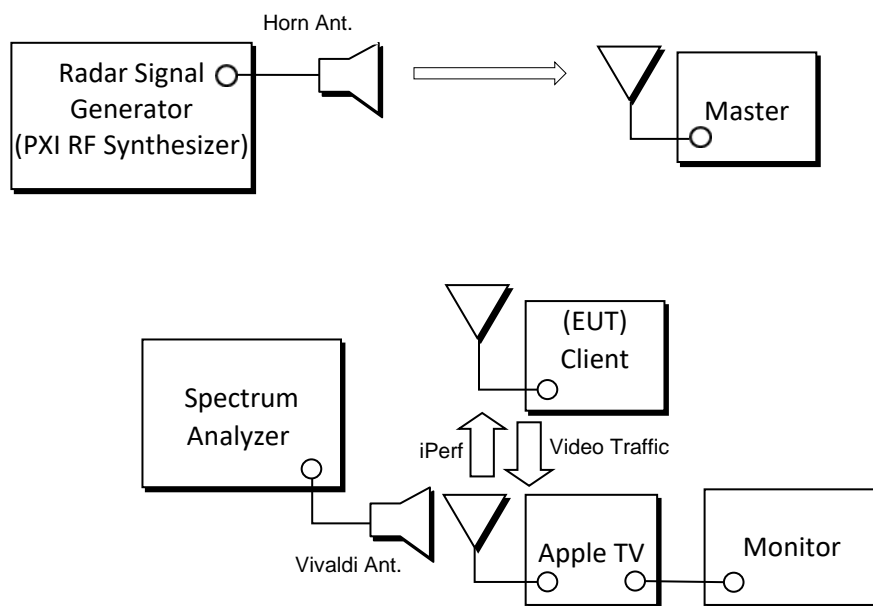 Horn Ant.
Radar Signal
Generator
(PXI RF Synthesizer)
Master
(EUT)
Client
Spectrum
Analyzer
iPerf
Video Traffic
Vivaldi Ant.
Apple TV
Monitor